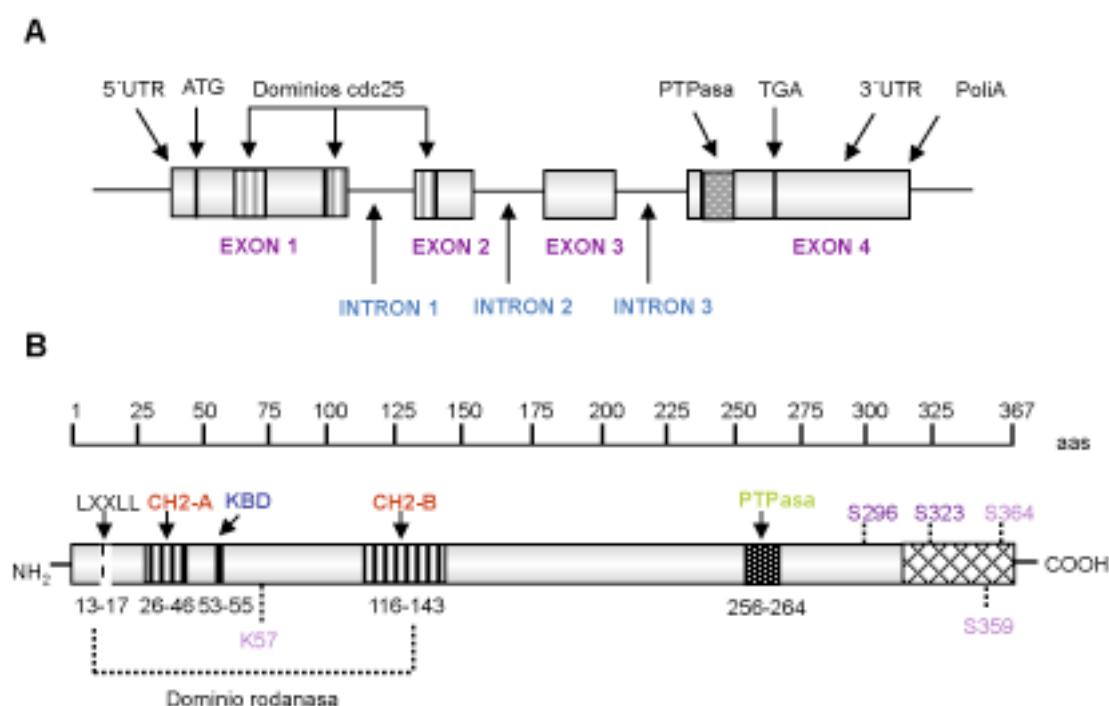 A
5´UTR ATG Dominios cdc25 PTPasa TGA 3´UTR PoliA
EXON 1 EXON 2 EXON 3 EXON 4
INTRON 1 INTRON 2 INTRON 3
B
1 25 50 75 100 125 150 175 200 225 250 275 300 325 367
aas
LXXLL CH2-A KBD CH2-B PTPasa S296 S323 S364
NH2 COOH
13-17 26-46 53-55 116-143 256-264
K57 S359
Dominio rodanasa